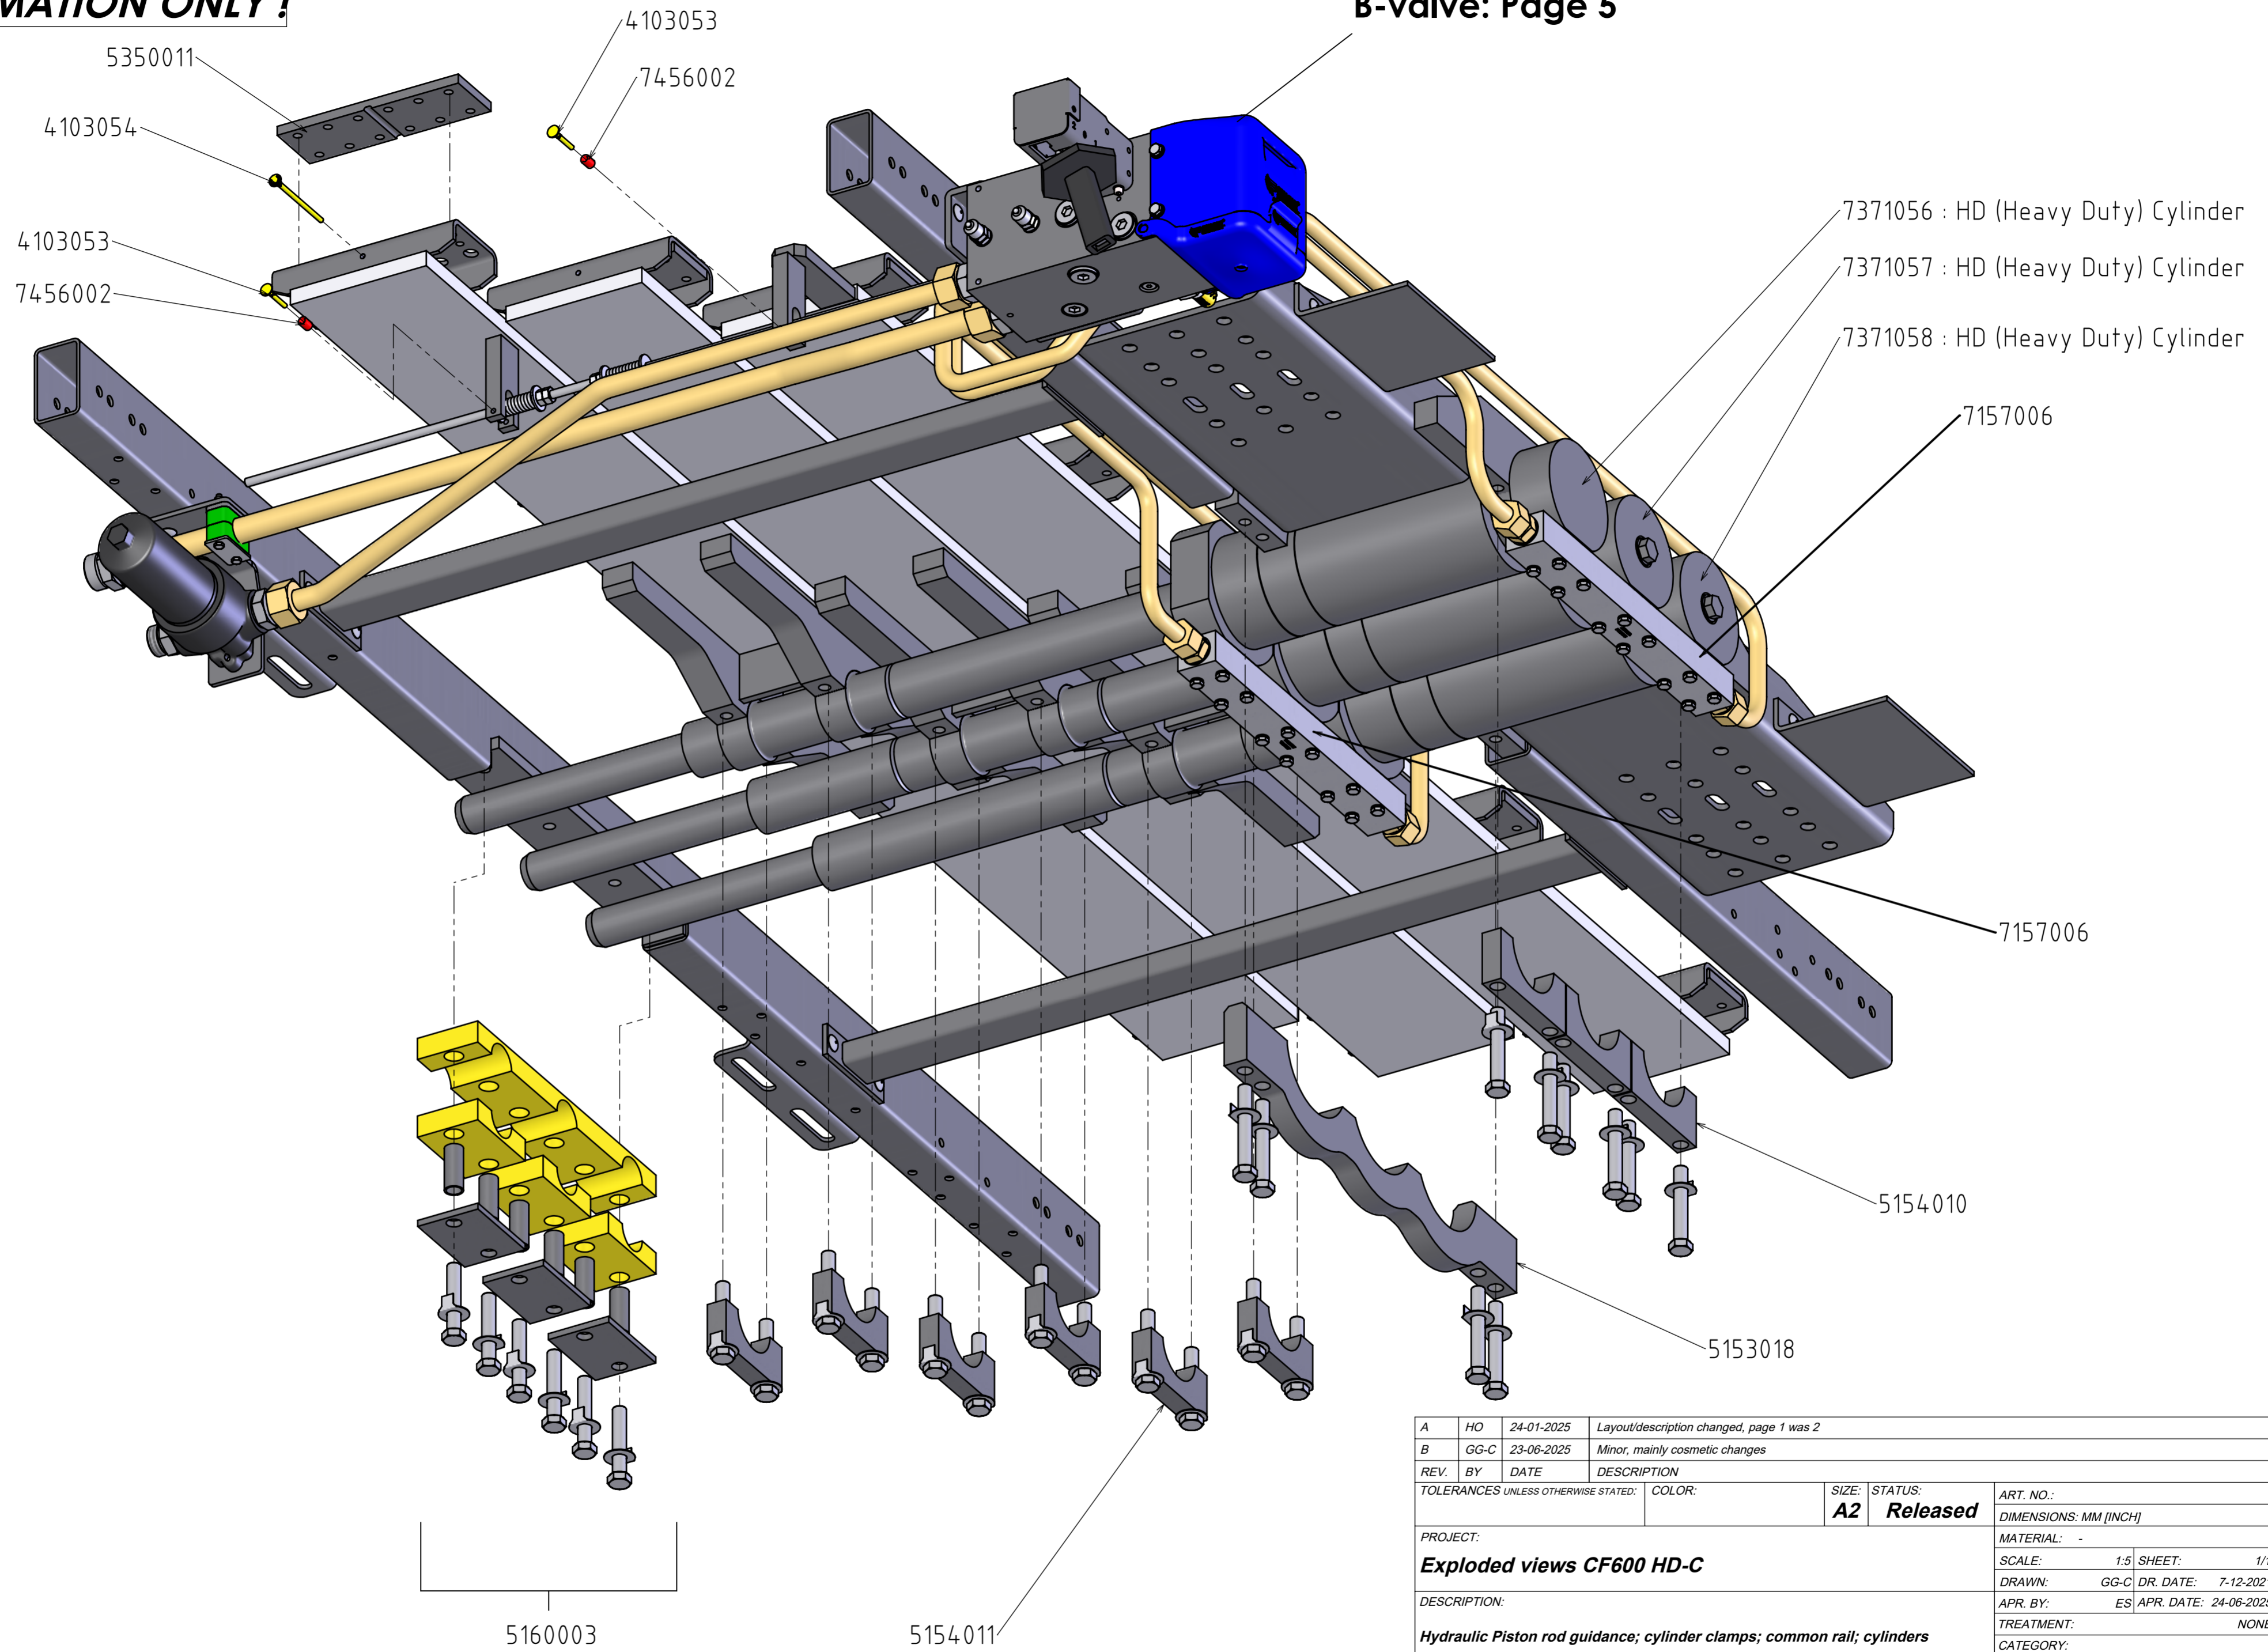 ONLY !
B-Valve: Page 5
4103053
5350011
7456002
4103054
7371056 : HD (Heavy Duty) Cylinder
4103053
7371057 : HD (Heavy Duty) Cylinder
7456002
7371058 : HD (Heavy Duty) Cylinder
7157006
7157006
5154010
5153018
5160003
5154011
A HO 24-01-2025 Layout/description changed, page 1 was 2
B GG-C 23-06-2025 Minor, mainly cosmetic changes
REV. BY DATE DESCRIPTION
TOLERANCES UNLESS OTHERWISE STATED: COLOR: SIZE: STATUS: ART. NO.:
A2 Released
DIMENSIONS: MM [INCH]
PROJECT: MATERIAL: -
Exploded views CF600 HD-C
SCALE: 1:5 SHEET:
DRAWN: GG-C DR. DATE:
DESCRIPTION: APR. BY: ES APR. DATE: 24-06-2025
TREATMENT:
Hydraulic Piston rod guidance; cylinder clamps; common rail; cylinders
CATEGORY: